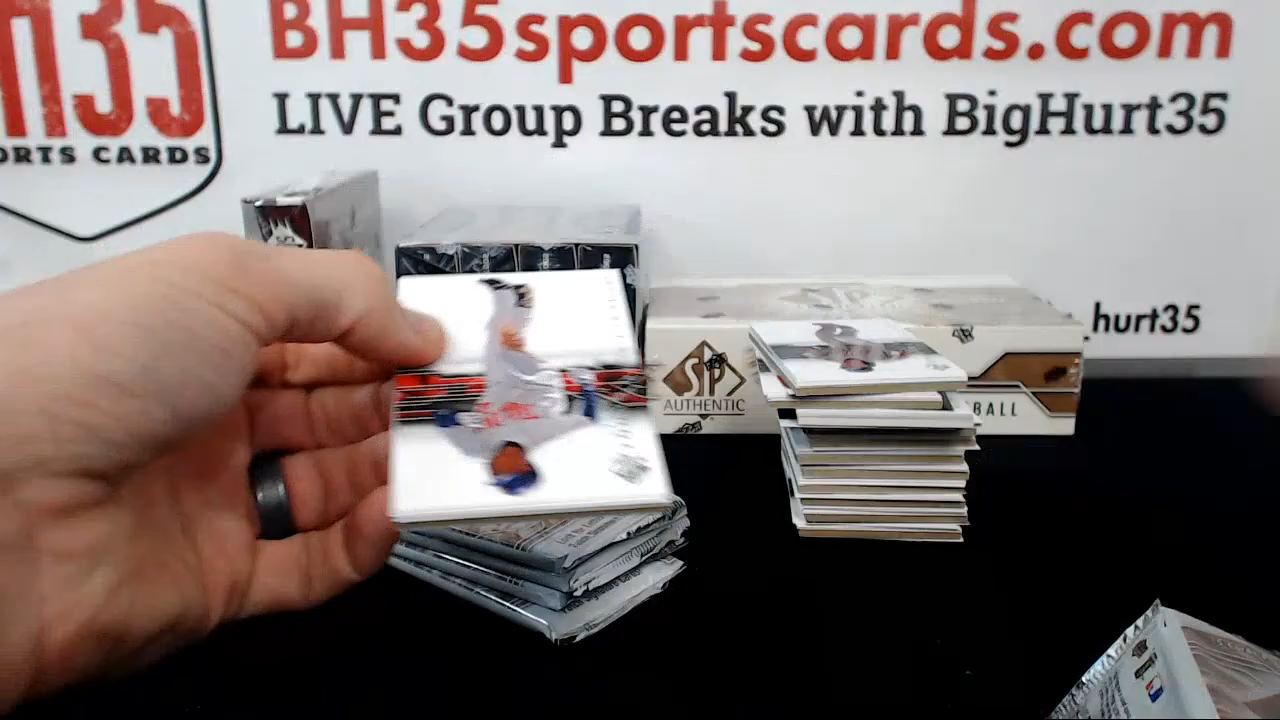 BH35sportscards.com
LIVE Group Breaks with BigHurt35
H35
ORTS CARDS
hurt35
SP
AUTHENTIC
BALL